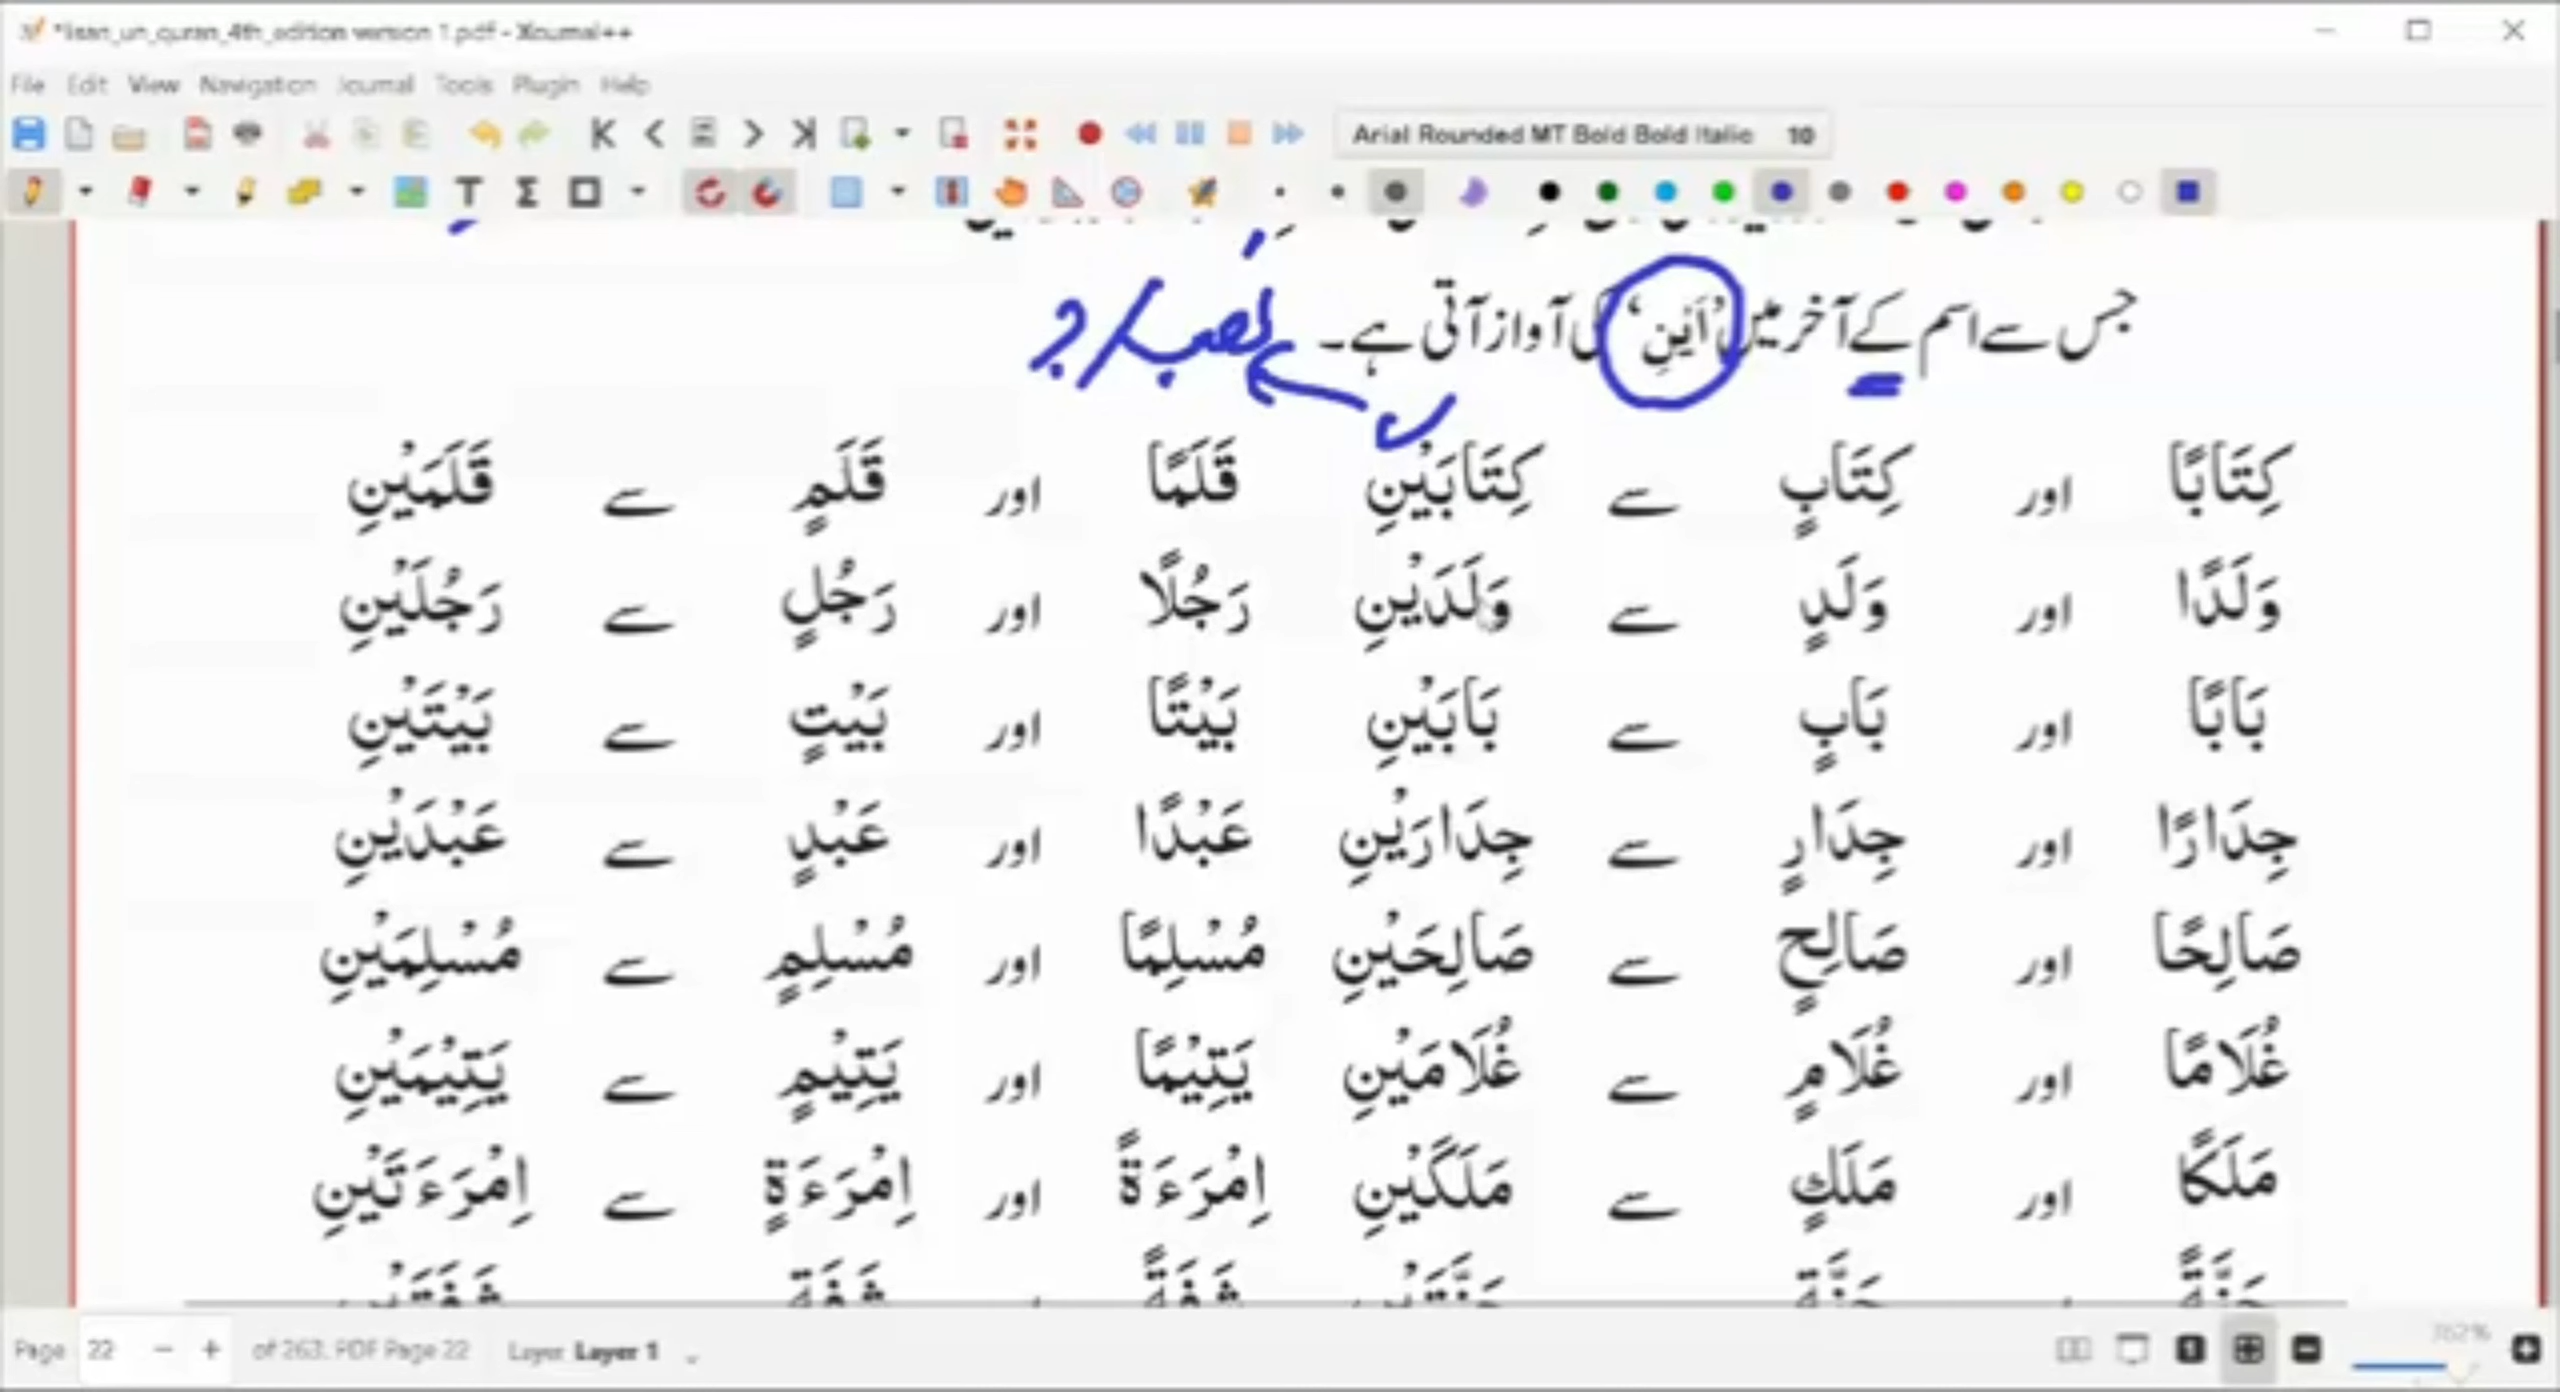 *lisan_un_quran_4th_edition version 1.pdf - Xournal++
File Edit View Navigation Journal Tools Plugin Help
Arial Rounded MT Bold Bold Italic 10
جس سے اسم کے آخر میں ’اَیْنِ‘ کی آواز آتی ہے۔ نصب/جر
كِتَابًا اور كِتَابٍ سے كِتَابَيْنِ قَلَمًا اور قَلَمٍ سے قَلَمَيْنِ
وَلَدًا اور وَلَدٍ سے وَلَدَيْنِ رَجُلًا اور رَجُلٍ سے رَجُلَيْنِ
بَابًا اور بَابٍ سے بَابَيْنِ بَيْتًا اور بَيْتٍ سے بَيْتَيْنِ
جِدَارًا اور جِدَارٍ سے جِدَارَيْنِ عَبْدًا اور عَبْدٍ سے عَبْدَيْنِ
صَالِحًا اور صَالِحٍ سے صَالِحَيْنِ مُسْلِمًا اور مُسْلِمٍ سے مُسْلِمَيْنِ
غُلَامًا اور غُلَامٍ سے غُلَامَيْنِ يَتِيْمًا اور يَتِيْمٍ سے يَتِيْمَيْنِ
مَلَكًا اور مَلَكٍ سے مَلَكَيْنِ اِمْرَءَةً اور اِمْرَءَةٍ سے اِمْرَءَتَيْنِ
Page 22 of 263, PDF Page 22 Layer Layer 1